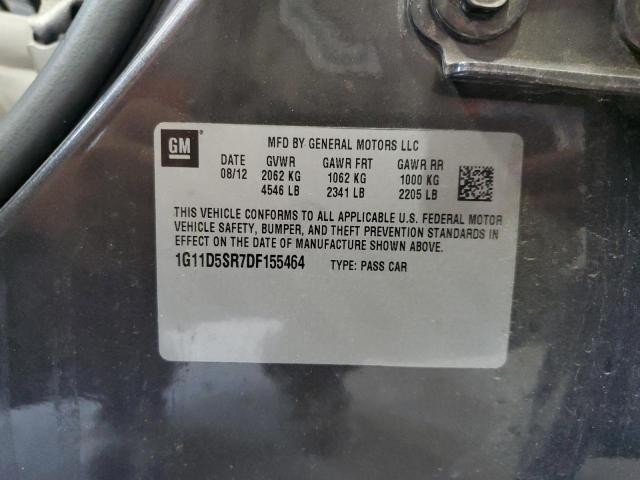 GM
MFD BY GENERAL MOTORS LLC
DATE GVWR GAWR FRT GAWR RR
08/12 2062 KG 1062 KG 1000 KG
4546 LB 2341 LB 2205 LB
THIS VEHICLE CONFORMS TO ALL APPLICABLE U.S. FEDERAL MOTOR
VEHICLE SAFETY, BUMPER, AND THEFT PREVENTION STANDARDS IN
EFFECT ON THE DATE OF MANUFACTURE SHOWN ABOVE.
1G11D5SR7DF155464 TYPE: PASS CAR